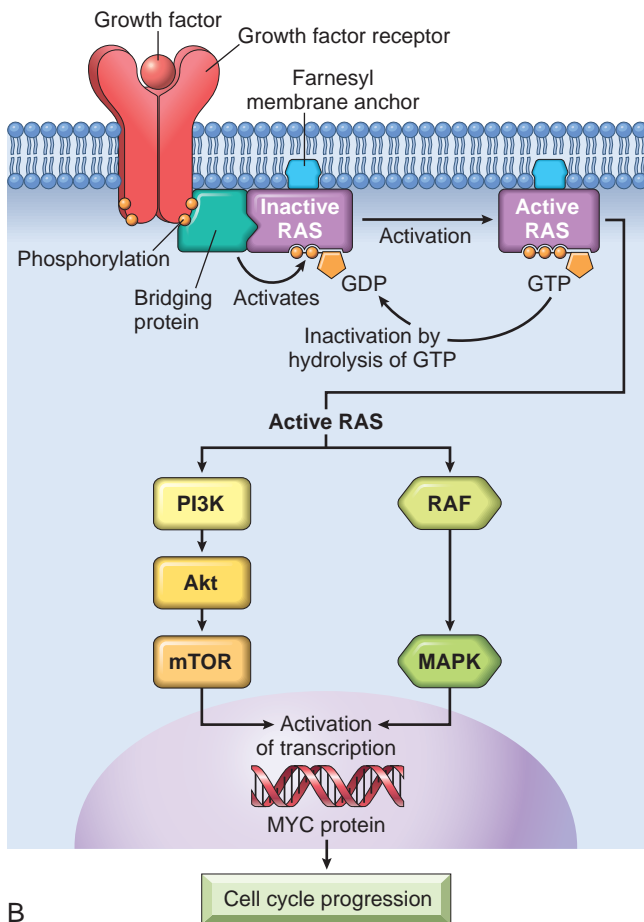 Growth factor
Growth factor receptor
Farnesyl
membrane anchor
Inactive
RAS
Active
RAS
Phosphorylation
Activation
Bridging
protein
Activates
GDP
GTP
Inactivation by
hydrolysis of GTP
Active RAS
PI3K
RAF
Akt
mTOR
MAPK
Activation
of transcription
MYC protein
Cell cycle progression
B